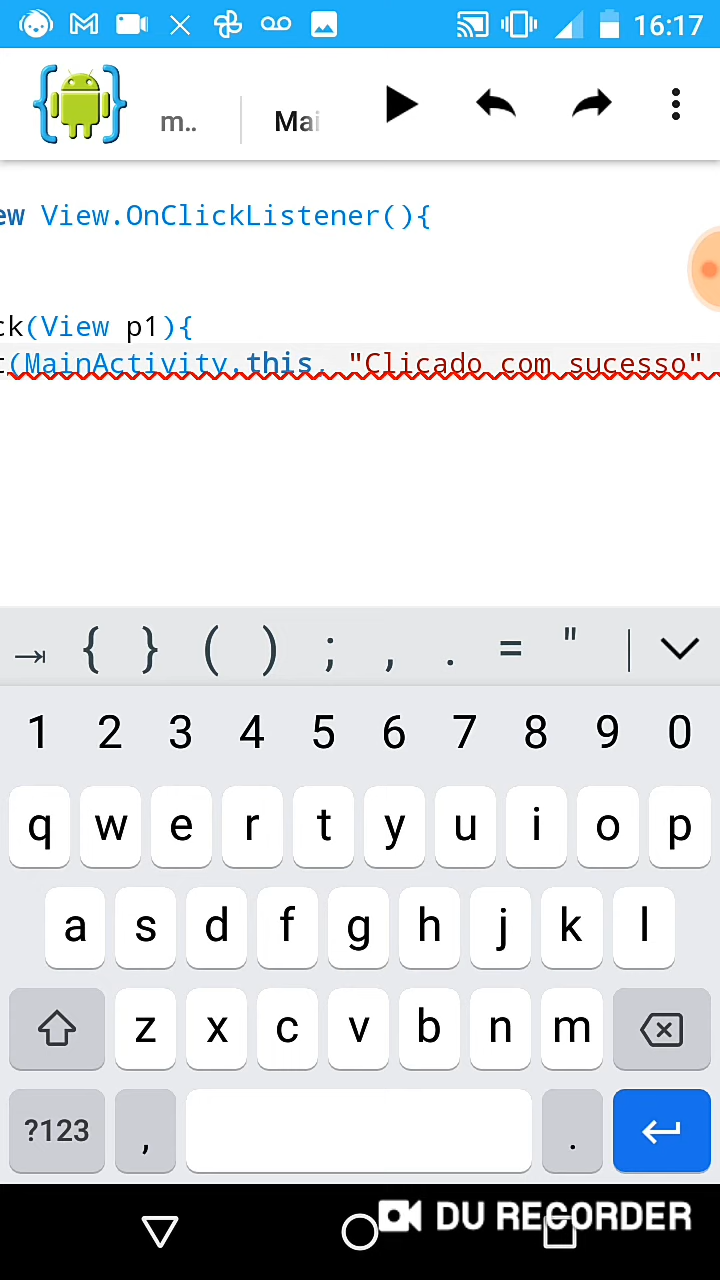 16:17
m..
Mai
ew View.OnClickListener(){
ck(View p1){
t(MainActivity.this, "Clicado com sucesso"
{ } ( ) ; , . = " |
1 2 3 4 5 6 7 8 9 0
q w e r t y u i o p
a s d f g h j k l
z x c v b n m
?123 , .
DU RECORDER